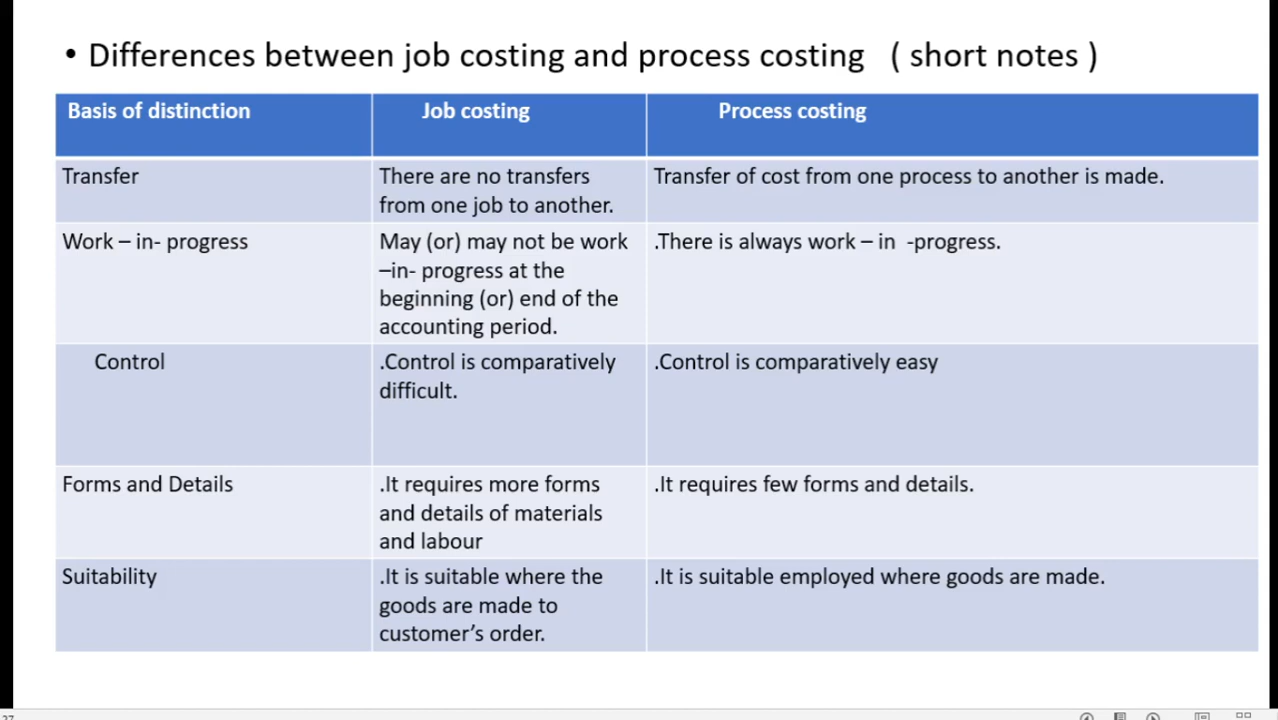 • Differences between job costing and process costing ( short notes )
Basis of distinction
Job costing
Process costing
Transfer
There are no transfers
from one job to another.
Transfer of cost from one process to another is made.
Work – in- progress
May (or) may not be work
–in- progress at the
beginning (or) end of the
accounting period.
.There is always work – in -progress.
Control
.Control is comparatively
difficult.
.Control is comparatively easy
Forms and Details
.It requires more forms
and details of materials
and labour
.It requires few forms and details.
Suitability
.It is suitable where the
goods are made to
customer’s order.
.It is suitable employed where goods are made.